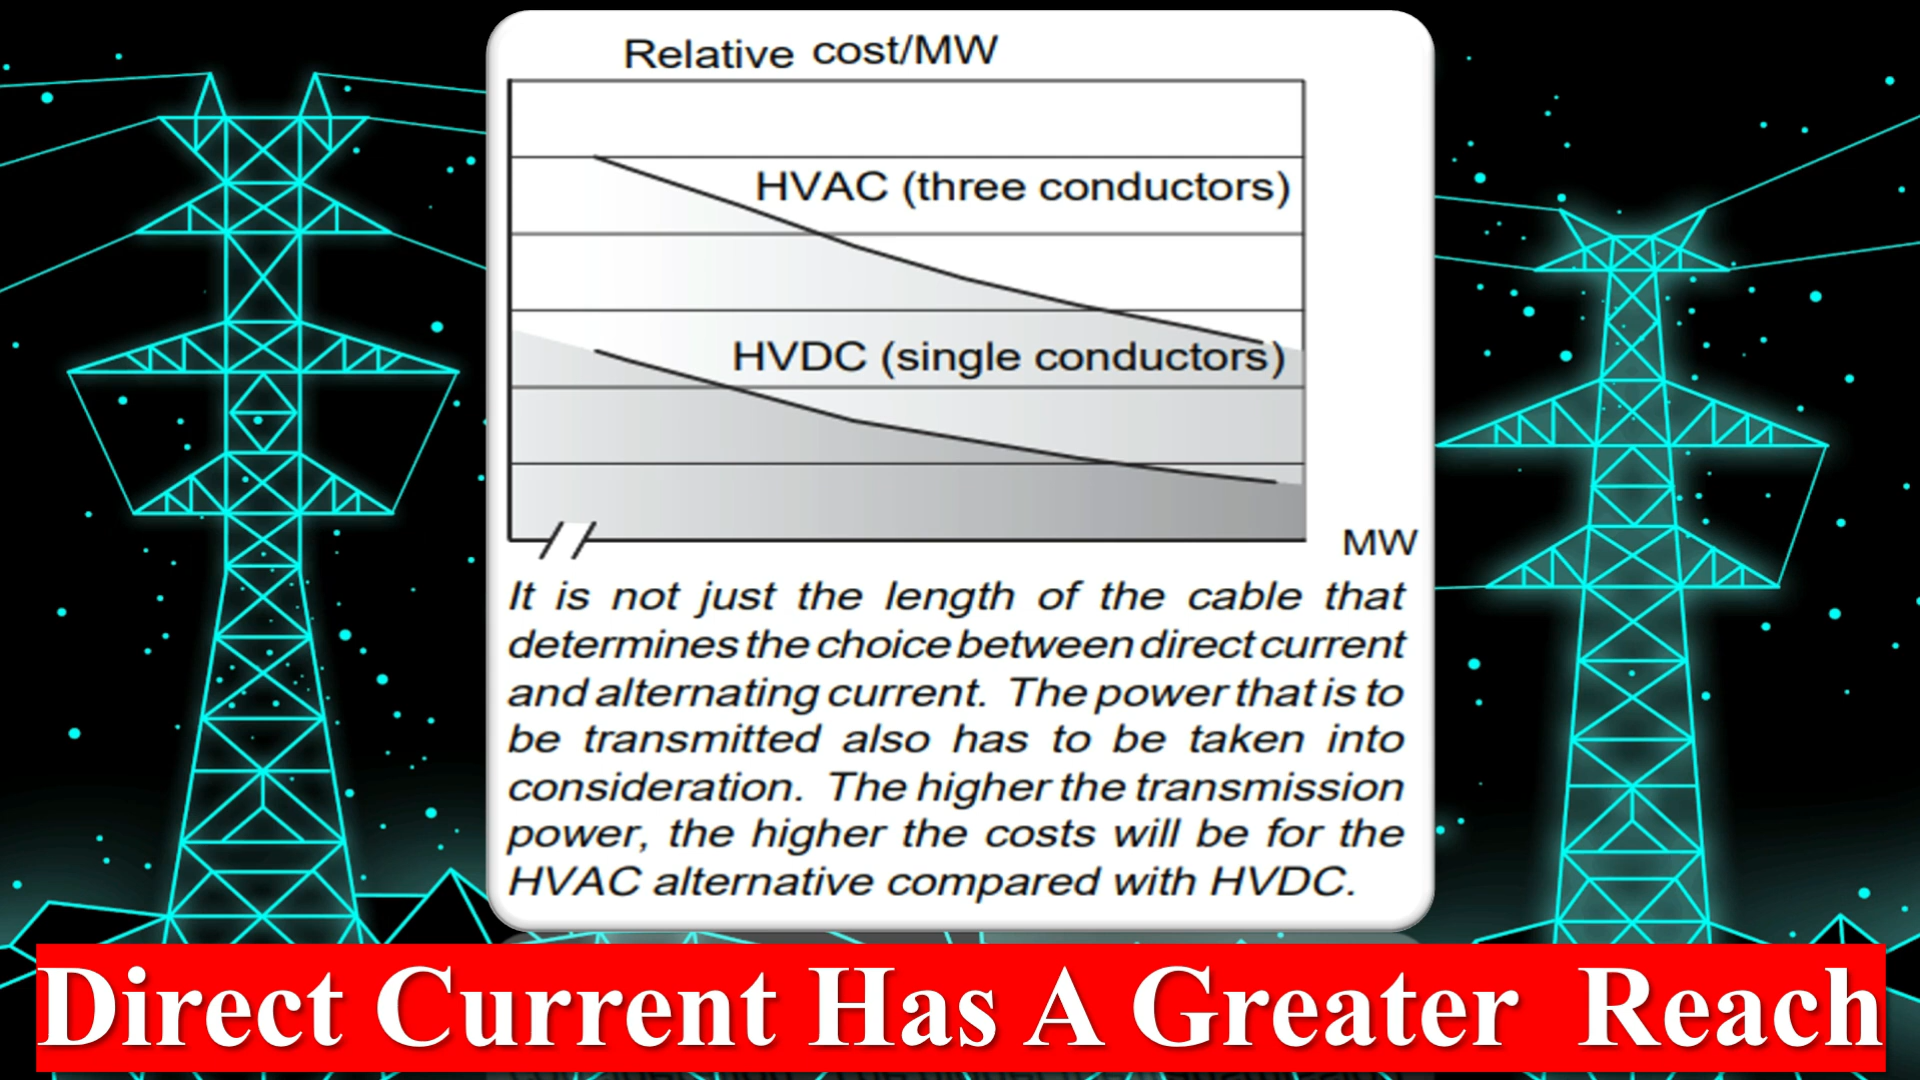 Relative cost/MW
HVAC (three conductors)
HVDC (single conductors)
MW
It is not just the length of the cable that
determines the choice between direct current
and alternating current. The power that is to
be transmitted also has to be taken into
consideration. The higher the transmission
power, the higher the costs will be for the
HVAC alternative compared with HVDC.
Direct Current Has A Greater Reach